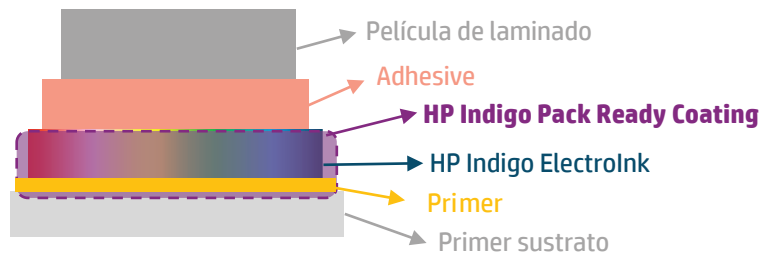 Película de laminado
Adhesive
HP Indigo Pack Ready Coating
HP Indigo ElectroInk
Primer
Primer sustrato